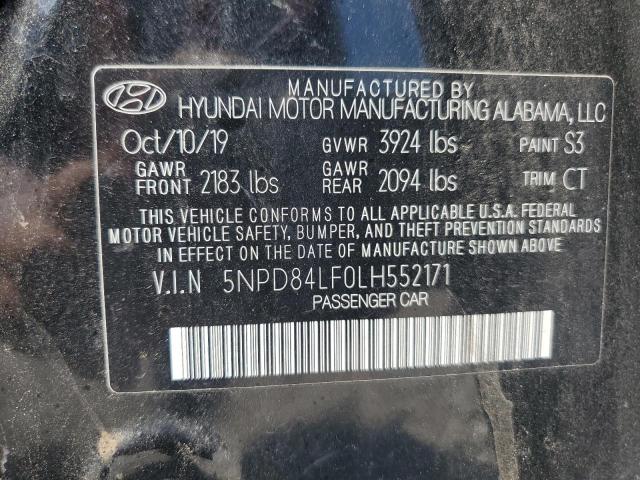 MANUFACTURED BY
HYUNDAI MOTOR MANUFACTURING ALABAMA, LLC
Oct/10/19 GVWR 3924 lbs PAINT S3
GAWR FRONT 2183 lbs GAWR REAR 2094 lbs TRIM CT
THIS VEHICLE CONFORMS TO ALL APPLICABLE U.S.A. FEDERAL
MOTOR VEHICLE SAFETY, BUMPER, AND THEFT PREVENTION STANDARDS
IN EFFECT ON THE DATE OF MANUFACTURE SHOWN ABOVE
V.I.N 5NPD84LF0LH552171
PASSENGER CAR